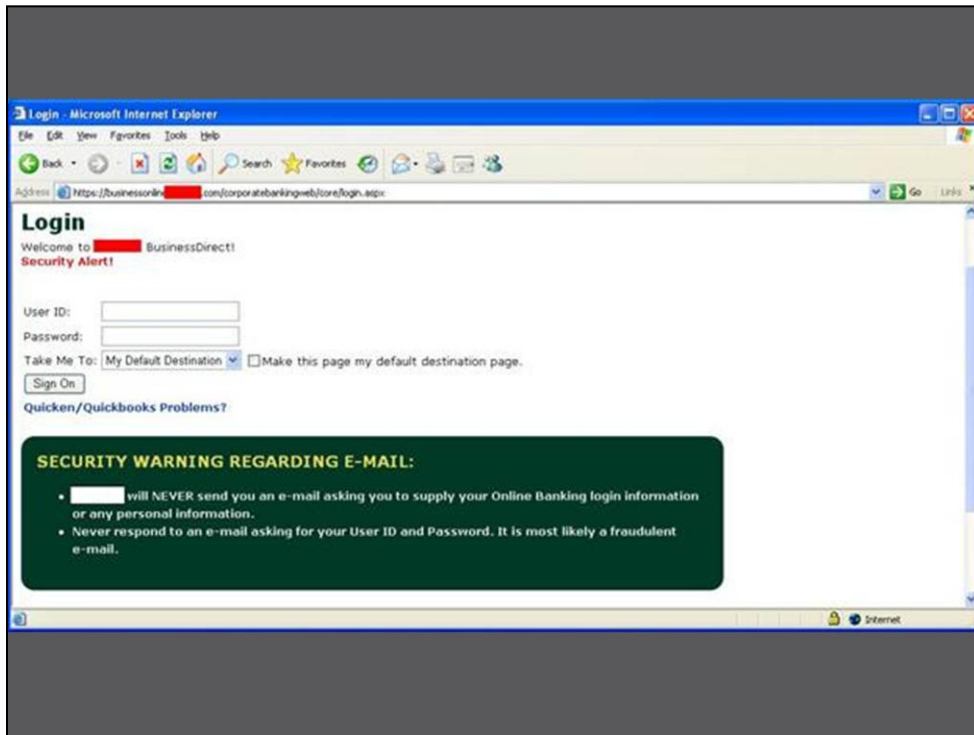 Login - Microsoft Internet Explorer
File Edit View Favorites Tools Help
Back Search Favorites
Address https://businessonline .com/corporatebankingweb/core/login.aspx Go Links
Login
Welcome to BusinessDirect!
Security Alert!
User ID:
Password:
Take Me To: My Default Destination Make this page my default destination page.
Sign On
Quicken/Quickbooks Problems?
SECURITY WARNING REGARDING E-MAIL:
• will NEVER send you an e-mail asking you to supply your Online Banking login information
or any personal information.
• Never respond to an e-mail asking for your User ID and Password. It is most likely a fraudulent
e-mail.
Internet